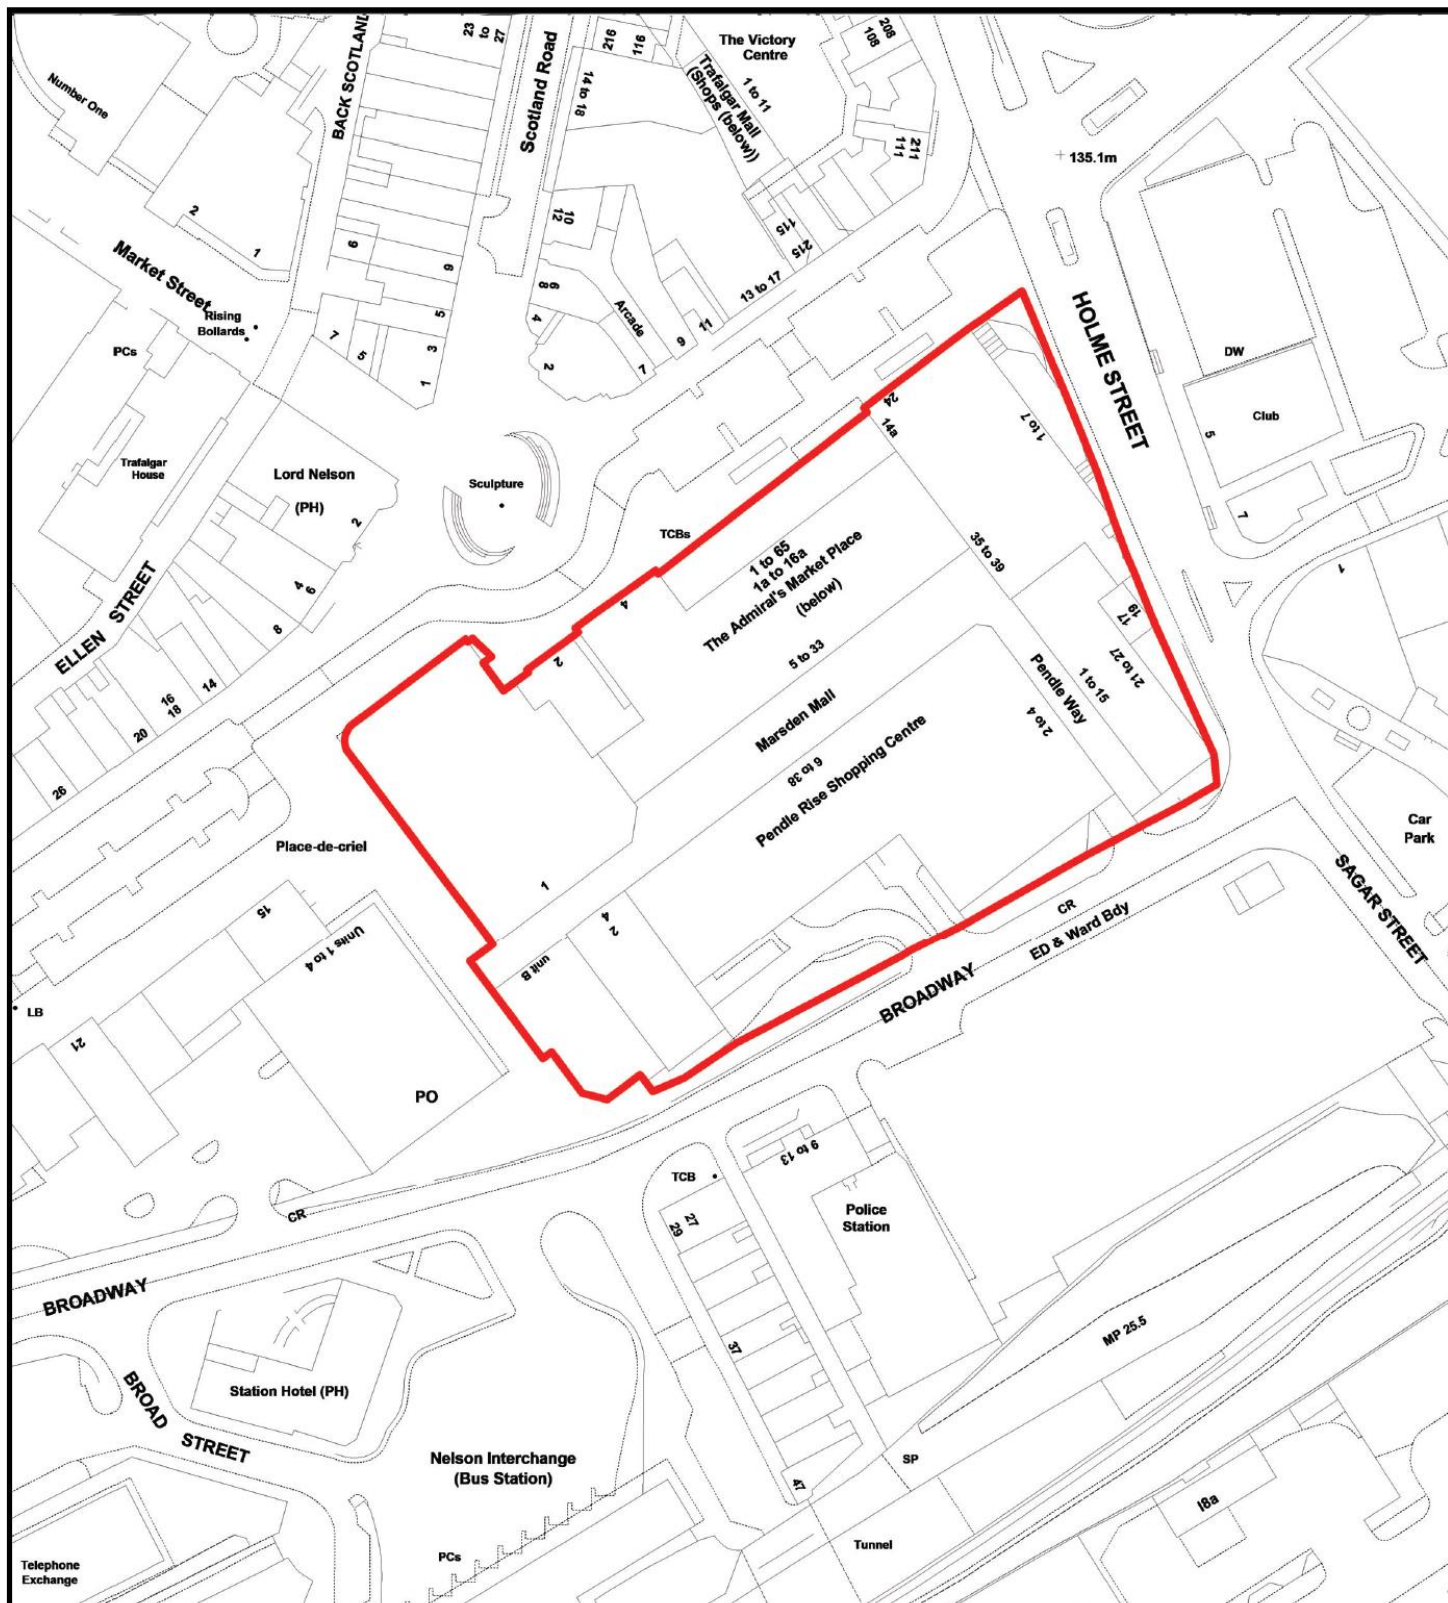 23
to
27
BACK SCOTLAND
Scotland Road
216
116
14 to 18
The Victory
Centre
1 to 11
Trafalgar Mall
(Shops (below))
208
108
211
111
135.1m
Number One
2
1
Market Street
Rising
Bollards
PCs
6
9
5
3
1
7
5
10
12
6
8
4
2
Arcade
7
9
11
13 to 17
115
215
HOLME STREET
DW
Club
5
7
1
Trafalgar
House
Lord Nelson
(PH)
2
4
6
8
Sculpture
TCBs
24
14a
1 to 7
1 to 65
1a to 16a
The Admiral's Market Place
(below)
35 to 39
17
19
21 to 27
1 to 15
Pendle Way
2 to 4
4
2
5 to 33
Marsden Mall
6 to 38
Pendle Rise Shopping Centre
ELLEN STREET
14
16
18
20
26
Place-de-criel
1
2
4
unit B
15
Units 1 to 4
LB
21
PO
CR
ED & Ward Bdy
BROADWAY
Car
Park
SAGAR STREET
TCB
27
29
9 to 13
Police
Station
37
47
CR
BROADWAY
BROAD STREET
Station Hotel (PH)
Nelson Interchange
(Bus Station)
PCs
Telephone
Exchange
MP 25.5
SP
Tunnel
18a